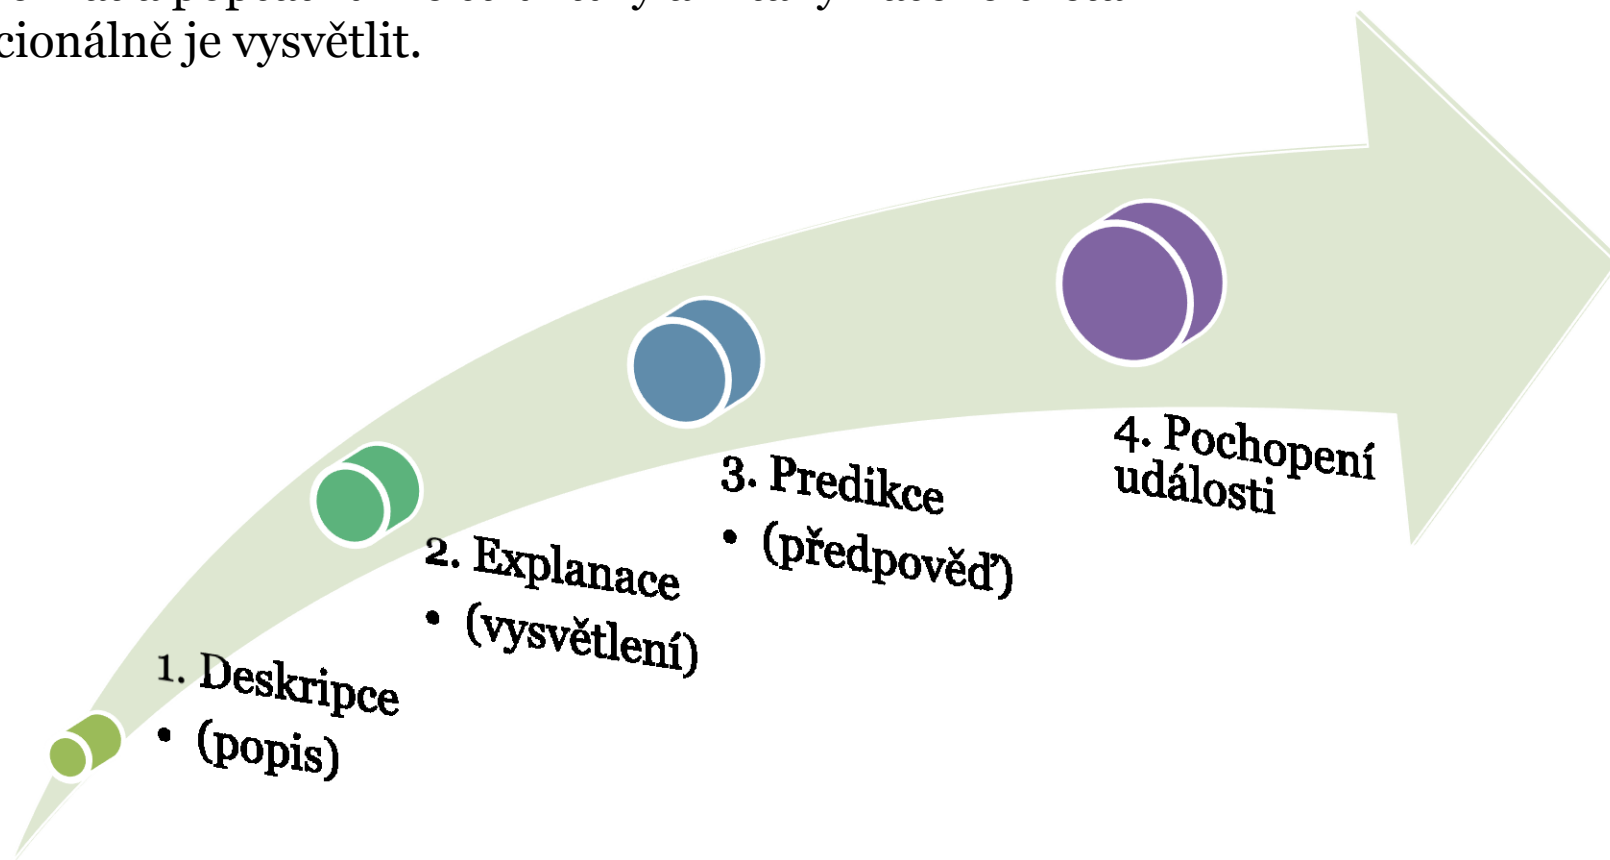 cionálně je vysvětlit.
4. Pochopení
události
3. Predikce
• (předpověď)
2. Explanace
• (vysvětlení)
1. Deskripce
• (popis)